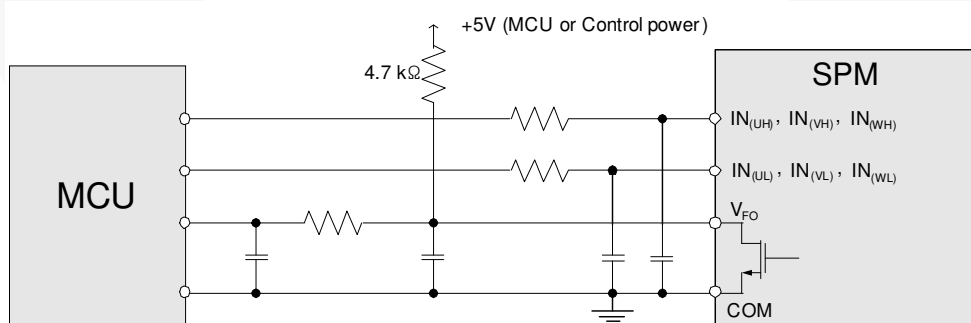 +5V (MCU or Control power)
4.7 kΩ
SPM
IN(UH), IN(VH), IN(WH)
IN(UL), IN(VL), IN(WL)
MCU
VFO
COM